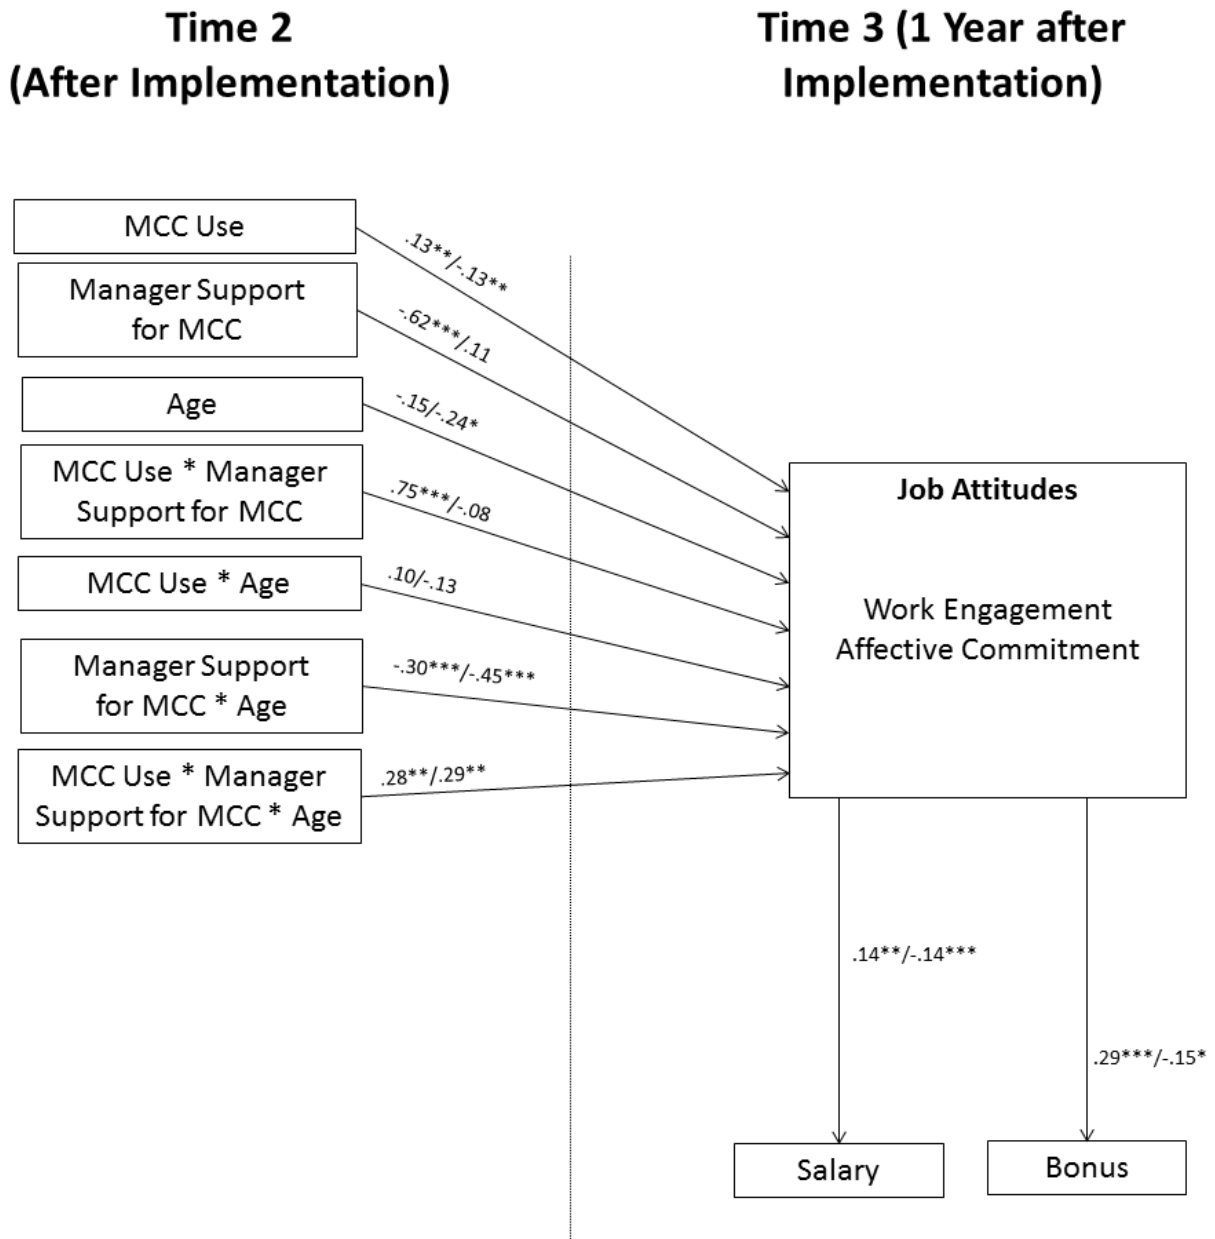 Time 2
(After Implementation)
Time 3 (1 Year after
Implementation)
MCC Use
.13**/-.13**
Manager Support
for MCC
-.62***/.11
Age
-.15/-.24*
MCC Use * Manager
Support for MCC
.75***/-.08
MCC Use * Age
.10/-.13
Manager Support
for MCC * Age
-.30***/-.45***
MCC Use * Manager
Support for MCC * Age
.28**/.29**
Job Attitudes
Work Engagement
Affective Commitment
.14**/-.14***
.29***/-.15*
Salary
Bonus